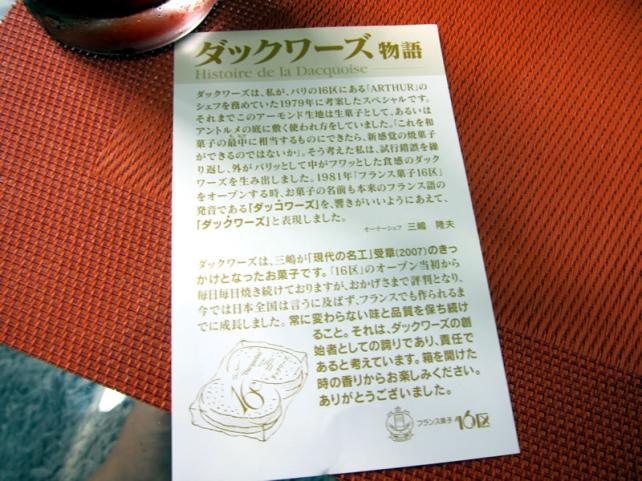 ダックワーズ 物語
Histoire de la Dacquoise
ダックワーズは、私が、パリの16区にある「ARTHUR」の
シェフを務めていた1979年に考案したスペシャルです。
それまでこのアーモンド生地は生菓子として、あるいは
アントルメの底に敷く使われ方をしていました。「これを和
菓子の最中に相当するものにできたら、新感覚の焼菓子
ができるのではないか」。そう考えた私は、試行錯誤を繰
り返し、外がパリッとして中がフワッとした食感のダック
ワーズを生み出しました。1981年「フランス菓子16区」
をオープンする時、お菓子の名前も本来のフランス語の
発音である「ダッコワーズ」を、響きがいいようにあえて、
「ダックワーズ」と表現しました。
オーナーシェフ 三嶋 隆夫
ダックワーズは、三嶋が「現代の名工」受章(2007)のきっ
かけとなったお菓子です。「16区」のオープン当初から
毎日毎日焼き続けておりますが、おかげさまで評判となり、
今では日本全国は言うに及ばず、フランスでも作られるま
でに成長しました。常に変わらない味と品質を保ち続け
ること。それは、ダックワーズの創
始者としての誇りであり、責任で
あると考えています。箱を開けた
時の香りからお楽しみください。
ありがとうございました。
16
フランス菓子 16区